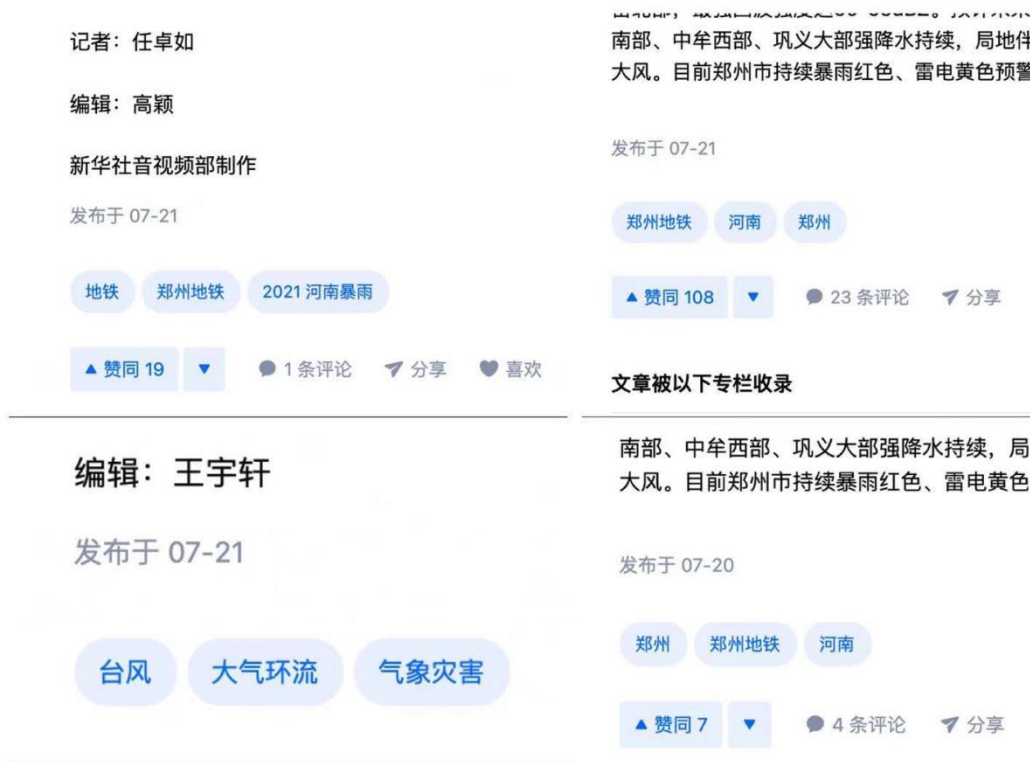 记者：任卓如
编辑：高颖
新华社音视频部制作
发布于 07-21
地铁 郑州地铁 2021 河南暴雨
▲ 赞同 19 ▼ 1 条评论 分享 喜欢
南部、中牟西部、巩义大部强降水持续，局地伴
大风。目前郑州市持续暴雨红色、雷电黄色预警
发布于 07-21
郑州地铁 河南 郑州
▲ 赞同 108 ▼ 23 条评论 分享
文章被以下专栏收录
编辑：王宇轩
发布于 07-21
台风 大气环流 气象灾害
南部、中牟西部、巩义大部强降水持续，局
大风。目前郑州市持续暴雨红色、雷电黄色
发布于 07-20
郑州 郑州地铁 河南
▲ 赞同 7 ▼ 4 条评论 分享